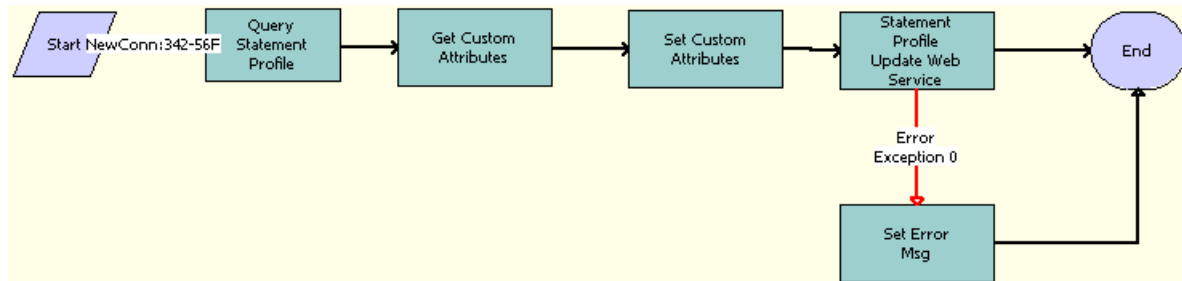 Start NewConn:342-56F
Query
Statement
Profile
Get Custom
Attributes
Set Custom
Attributes
Statement
Profile
Update Web
Service
End
Error
Exception 0
Set Error
Msg